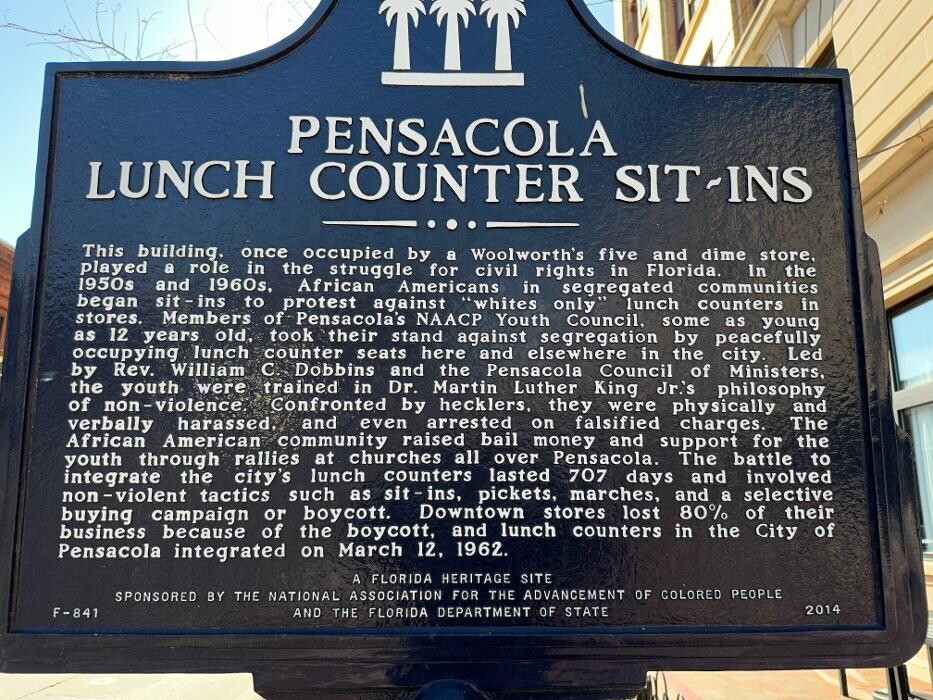 PENSACOLA
LUNCH COUNTER SIT-INS
This building, once occupied by a Woolworth's five and dime store,
played a role in the struggle for civil rights in Florida. In the
1950s and 1960s, African Americans in segregated communities
began sit-ins to protest against "whites only" lunch counters in
stores. Members of Pensacola's NAACP Youth Council, some as young
as 12 years old, took their stand against segregation by peacefully
occupying lunch counter seats here and elsewhere in the city. Led
by Rev. William C. Dobbins and the Pensacola Council of Ministers,
the youth were trained in Dr. Martin Luther King Jr.'s philosophy
of non-violence. Confronted by hecklers, they were physically and
verbally harassed, and even arrested on falsified charges. The
African American community raised bail money and support for the
youth through rallies at churches all over Pensacola. The battle to
integrate the city's lunch counters lasted 707 days and involved
non-violent tactics such as sit-ins, pickets, marches, and a selective
buying campaign or boycott. Downtown stores lost 80% of their
business because of the boycott, and lunch counters in the City of
Pensacola integrated on March 12, 1962.
A FLORIDA HERITAGE SITE
SPONSORED BY THE NATIONAL ASSOCIATION FOR THE ADVANCEMENT OF COLORED PEOPLE
F-841 AND THE FLORIDA DEPARTMENT OF STATE 2014